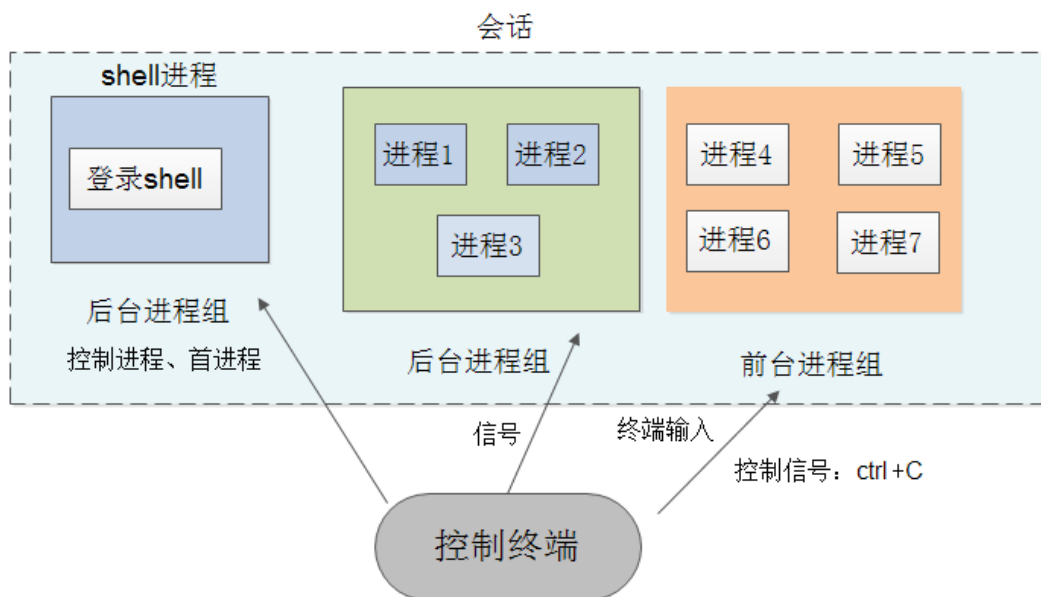 会话
shell进程
登录shell
后台进程组
控制进程、首进程
进程1
进程2
进程3
后台进程组
进程4
进程5
进程6
进程7
前台进程组
信号
终端输入
控制信号：ctrl+C
控制终端